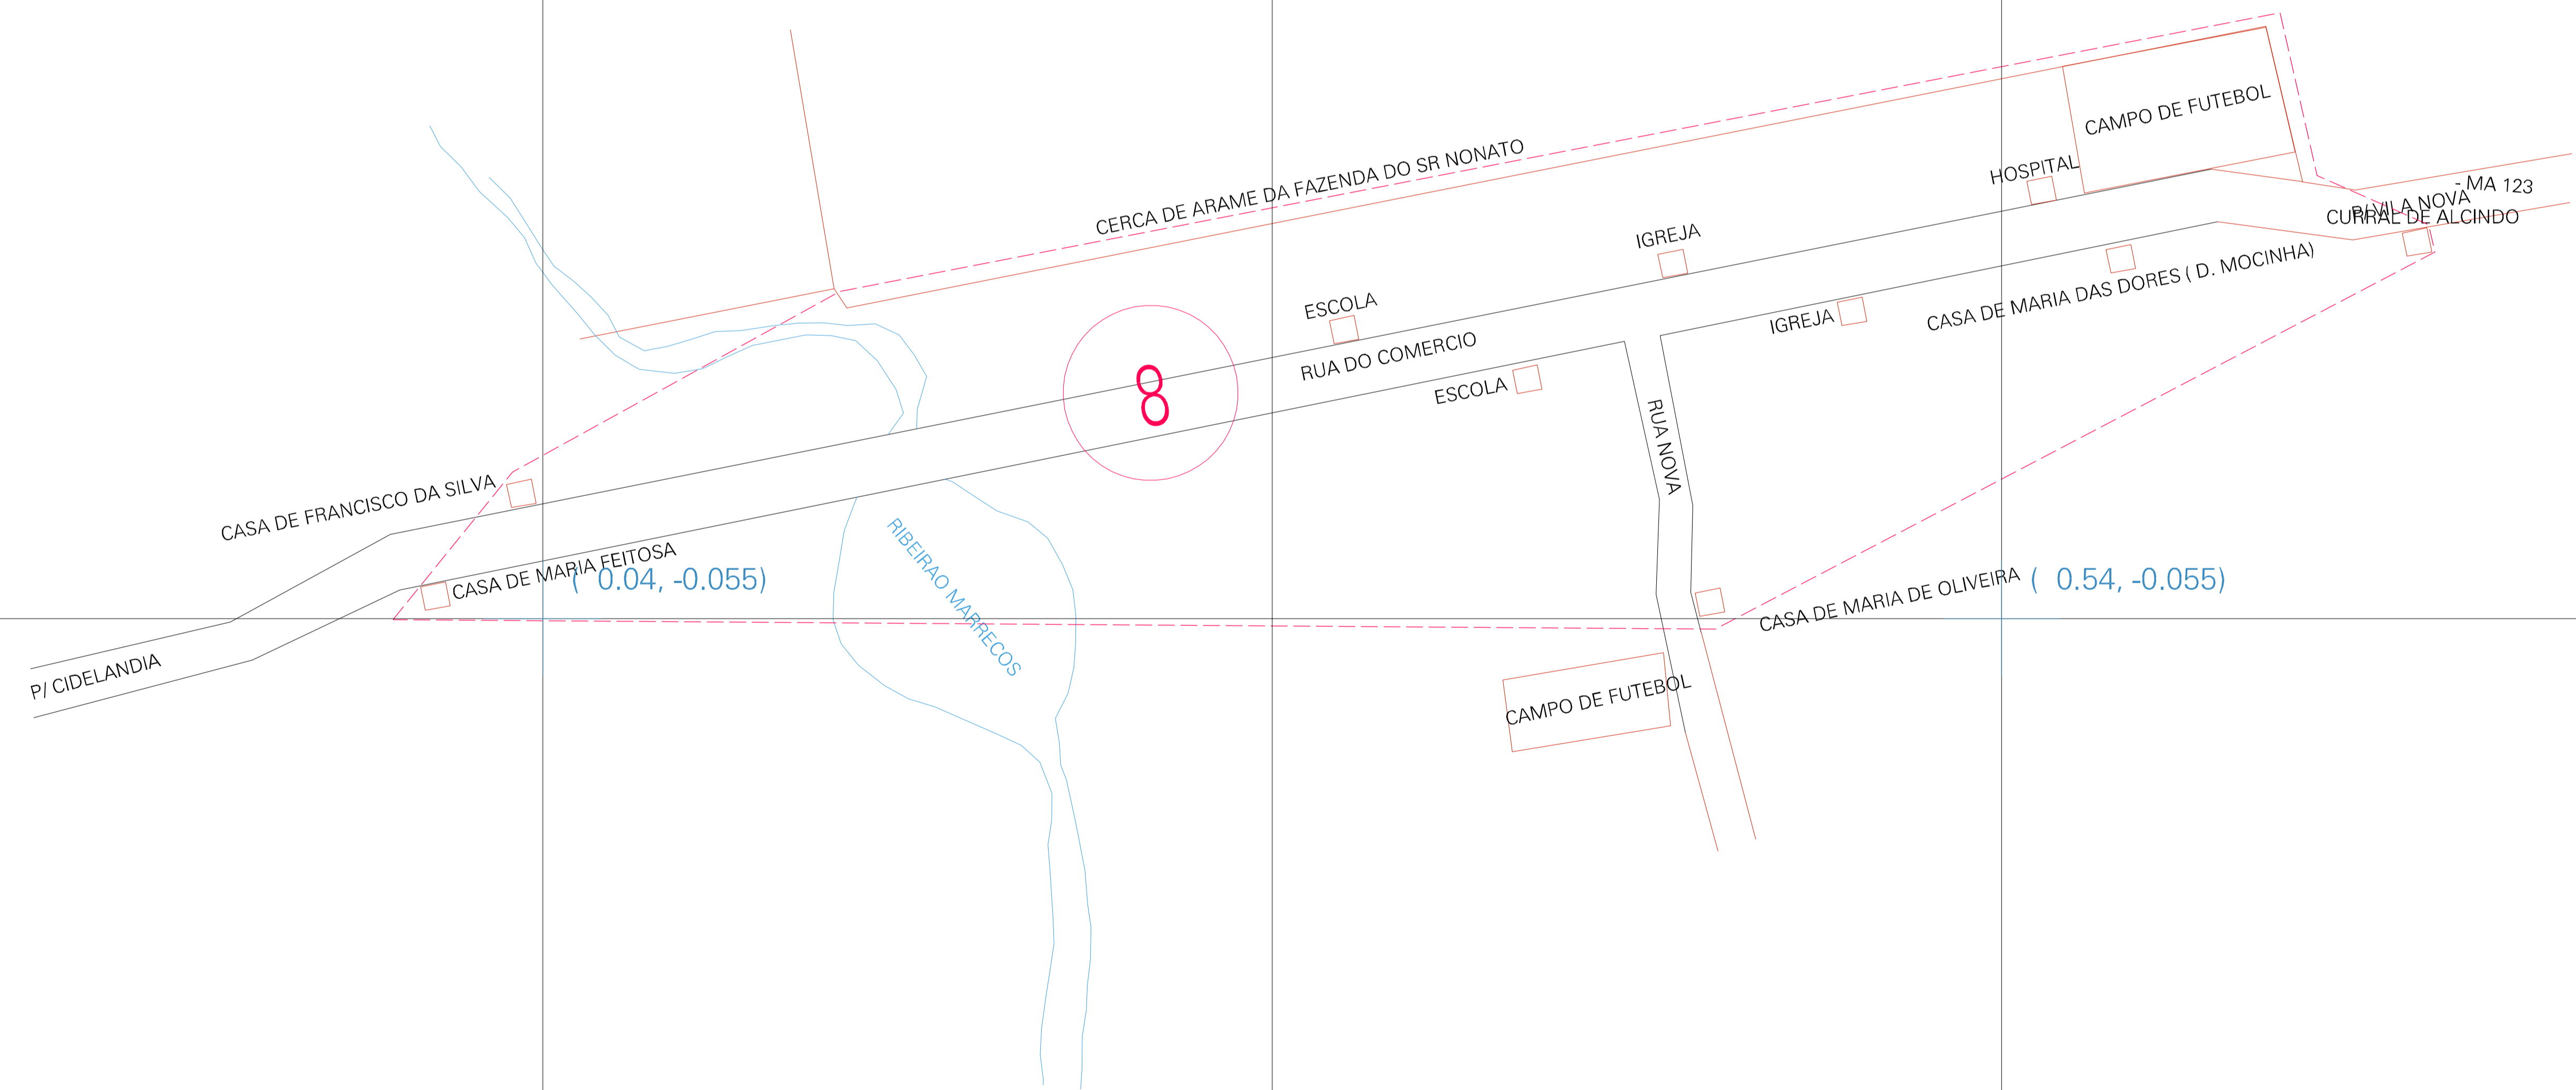 CAMPO DE FUTEBOL
CERCA DE ARAME DA FAZENDA DO SR NONATO
HOSPITAL
- MA 123
P/ VILA NOVA
CURRAL DE ALCINDO
IGREJA
CASA DE MARIA DAS DORES ( D. MOCINHA)
ESCOLA
IGREJA
RUA DO COMERCIO
8
ESCOLA
RUA NOVA
CASA DE FRANCISCO DA SILVA
CASA DE MARIA FEITOSA
( 0.04, -0.055)
RIBEIRAO MARRECOS
CASA DE MARIA DE OLIVEIRA
( 0.54, -0.055)
P/ CIDELANDIA
CAMPO DE FUTEBOL